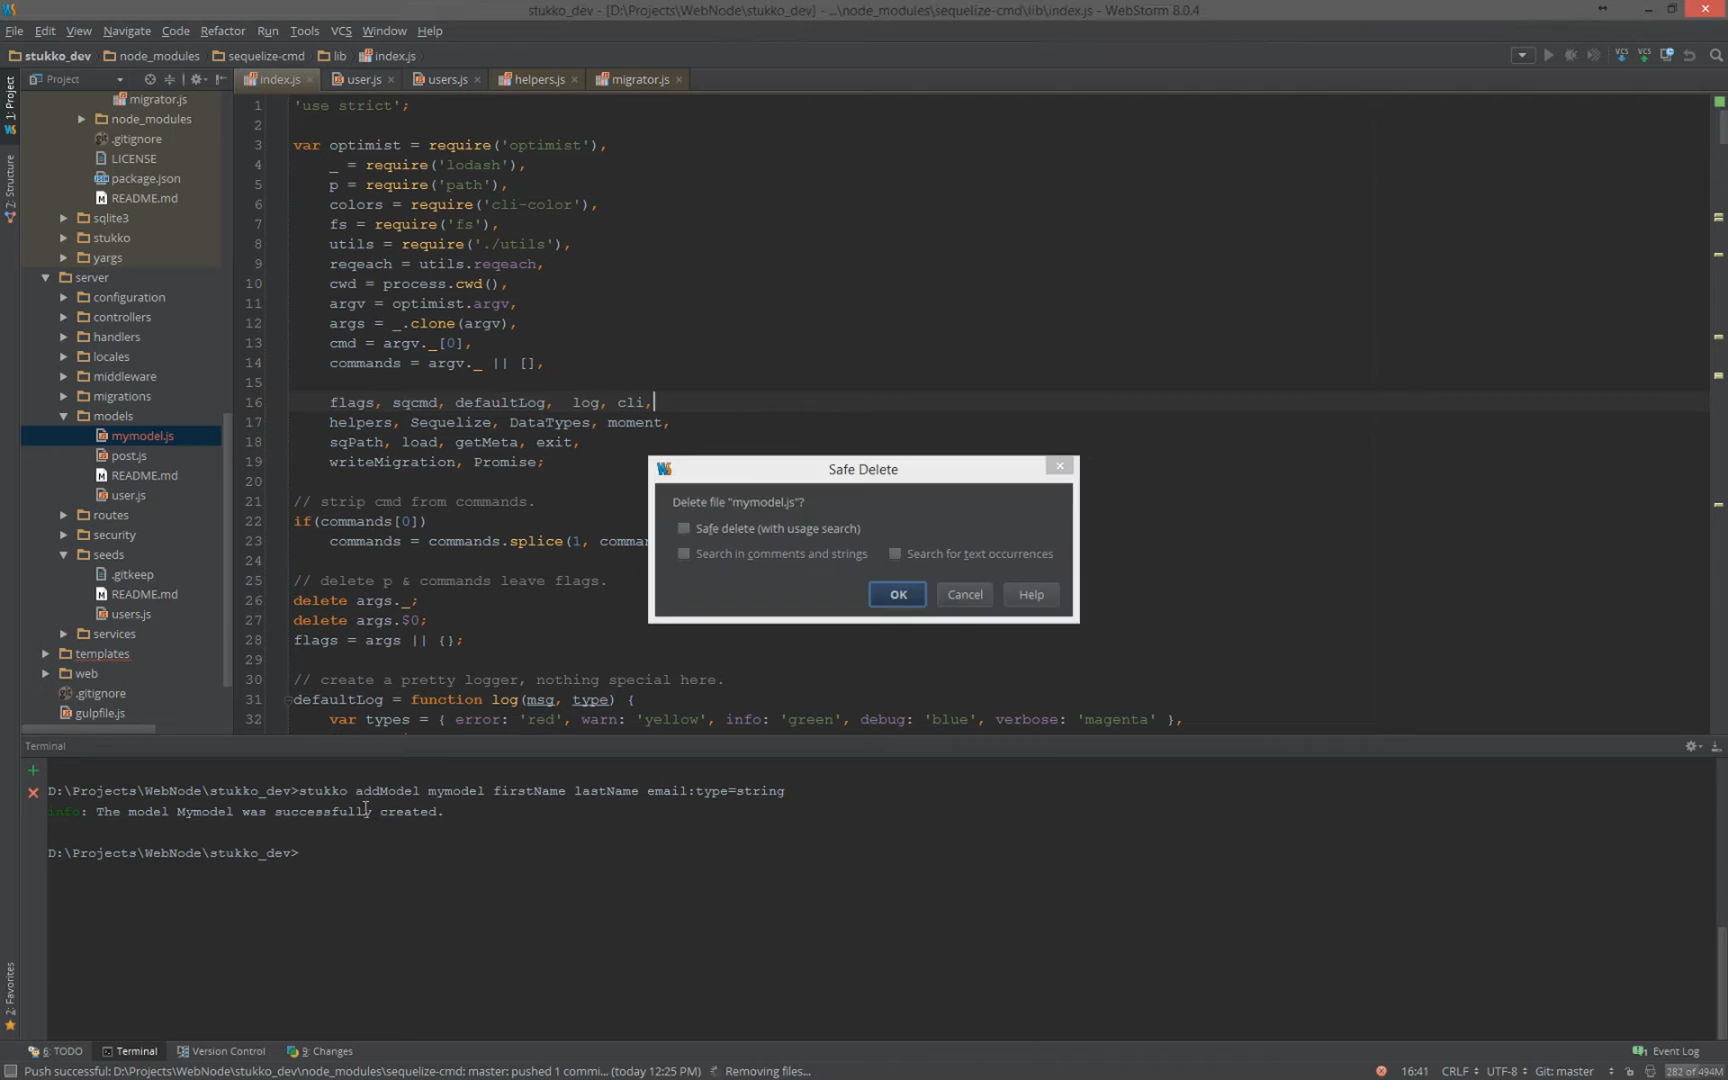 stukko_dev - [D:\Projects\WebNode\stukko_dev] - ...\node_modules\sequelize-cmd\lib\index.js - WebStorm 8.0.4
File Edit View Navigate Code Refactor Run Tools VCS Window Help
stukko_dev node_modules sequelize-cmd lib index.js
VCS VCS
Project
index.js user.js users.js helpers.js migrator.js
1: Project
Z: Structure
2: Favorites
migrator.js
node_modules
.gitignore
LICENSE
package.json
README.md
sqlite3
stukko
yargs
server
configuration
controllers
handlers
locales
middleware
migrations
models
mymodel.js
post.js
README.md
user.js
routes
security
seeds
.gitkeep
README.md
users.js
services
templates
web
.gitignore
gulpfile.js
1 'use strict';
2
3 var optimist = require('optimist'),
4 _ = require('lodash'),
5 p = require('path'),
6 colors = require('cli-color'),
7 fs = require('fs'),
8 utils = require('./utils'),
9 reqeach = utils.reqeach,
10 cwd = process.cwd(),
11 argv = optimist.argv,
12 args = _.clone(argv),
13 cmd = argv._[0],
14 commands = argv._ || [],
15
16 flags, sqcmd, defaultLog,  log, cli,
17 helpers, Sequelize, DataTypes, moment,
18 sqPath, load, getMeta, exit,
19 writeMigration, Promise;
20
21 // strip cmd from commands.
22 if(commands[0])
23 commands = commands.splice(1, comman
24
25 // delete p & commands leave flags.
26 delete args._;
27 delete args.$0;
28 flags = args || {};
29
30 // create a pretty logger, nothing special here.
31 defaultLog = function log(msg, type) {
32 var types = { error: 'red', warn: 'yellow', info: 'green', debug: 'blue', verbose: 'magenta' },
Safe Delete
Delete file "mymodel.js"?
Safe delete (with usage search)
Search in comments and strings Search for text occurrences
OK Cancel Help
Terminal
D:\Projects\WebNode\stukko_dev>stukko addModel mymodel firstName lastName email:type=string
info: The model Mymodel was successfully created.
D:\Projects\WebNode\stukko_dev>
6: TODO Terminal Version Control 9: Changes 1 Event Log
Push successful: D:\Projects\WebNode\stukko_dev\node_modules\sequelize-cmd: master: pushed 1 commi... (today 12:25 PM) Removing files... 16:41 CRLF UTF-8 Git: master 282 of 494M